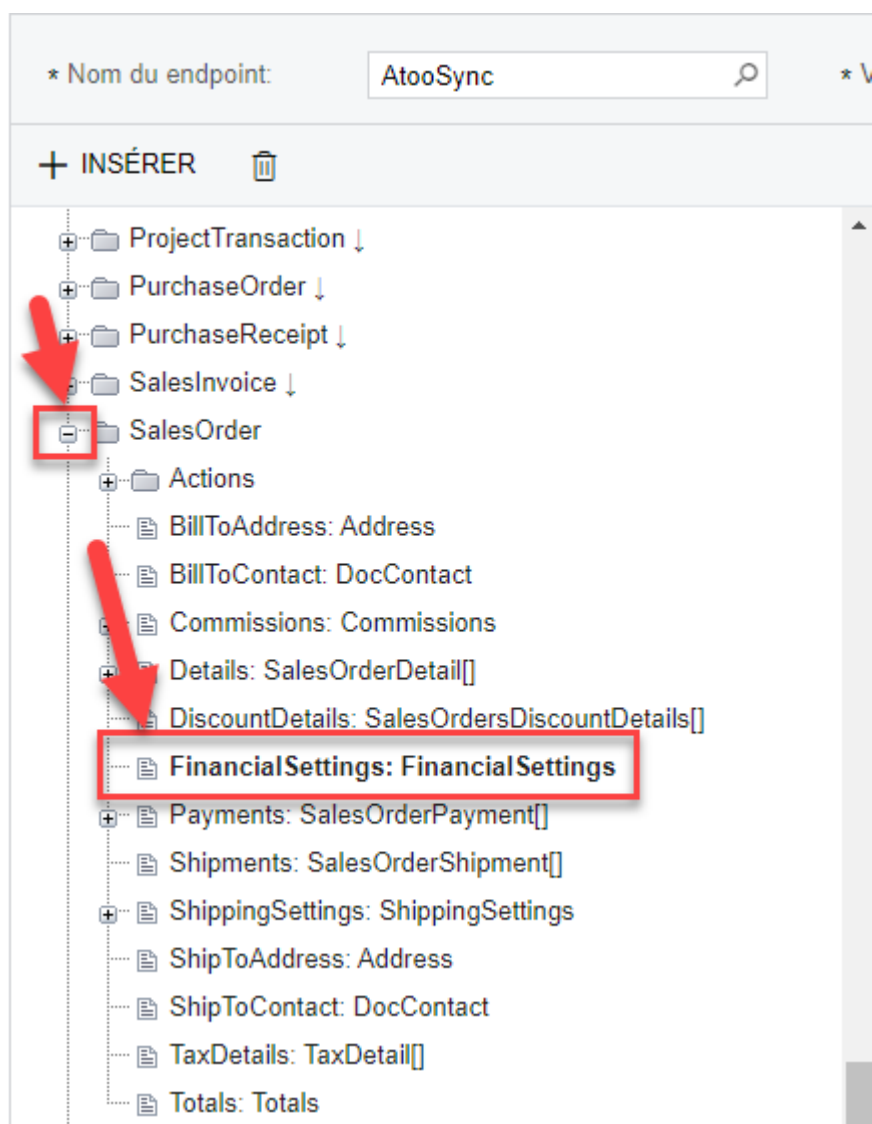 * Nom du endpoint: AtooSync * V
+ INSÉRER
ProjectTransaction ↓
PurchaseOrder ↓
PurchaseReceipt ↓
SalesInvoice ↓
SalesOrder
Actions
BillToAddress: Address
BillToContact: DocContact
Commissions: Commissions
Details: SalesOrderDetail[]
DiscountDetails: SalesOrdersDiscountDetails[]
FinancialSettings: FinancialSettings
Payments: SalesOrderPayment[]
Shipments: SalesOrderShipment[]
ShippingSettings: ShippingSettings
ShipToAddress: Address
ShipToContact: DocContact
TaxDetails: TaxDetail[]
Totals: Totals